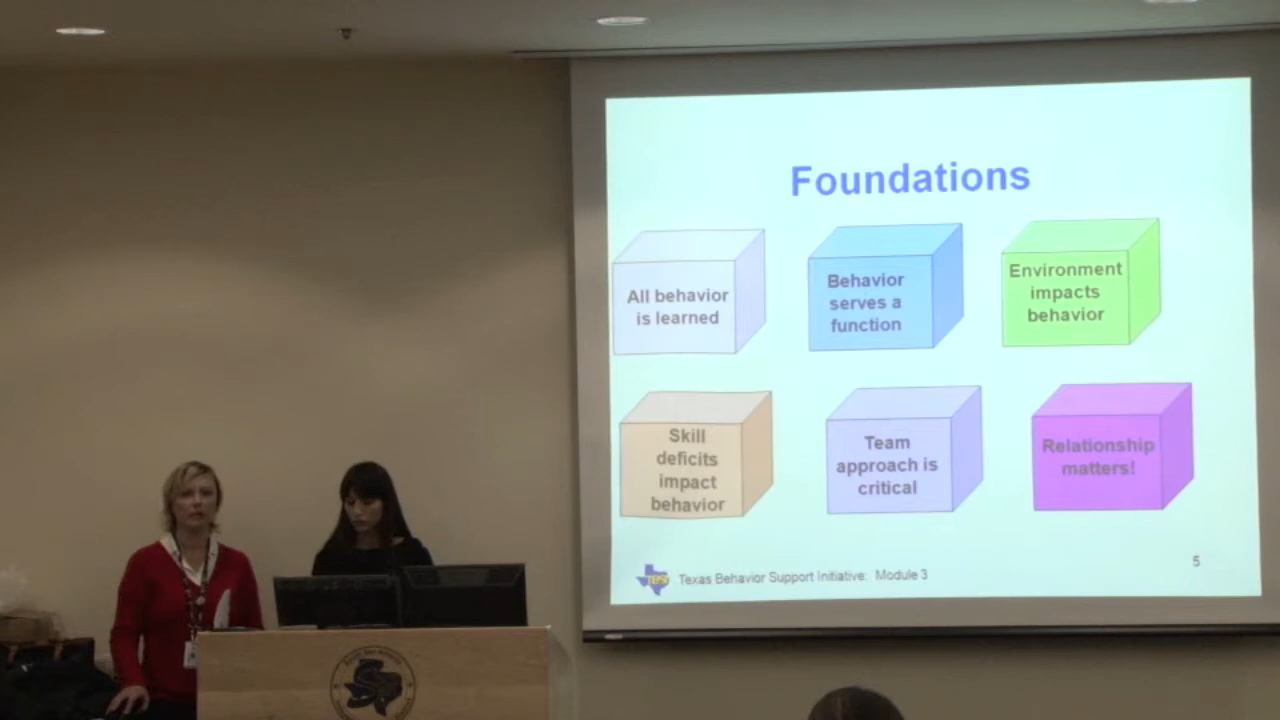 Foundations
All behavior
is learned
Behavior
serves a
function
Environment
impacts
behavior
Skill
deficits
impact
behavior
Team
approach is
critical
Relationship
matters!
Texas Behavior Support Initiative: Module 3
5